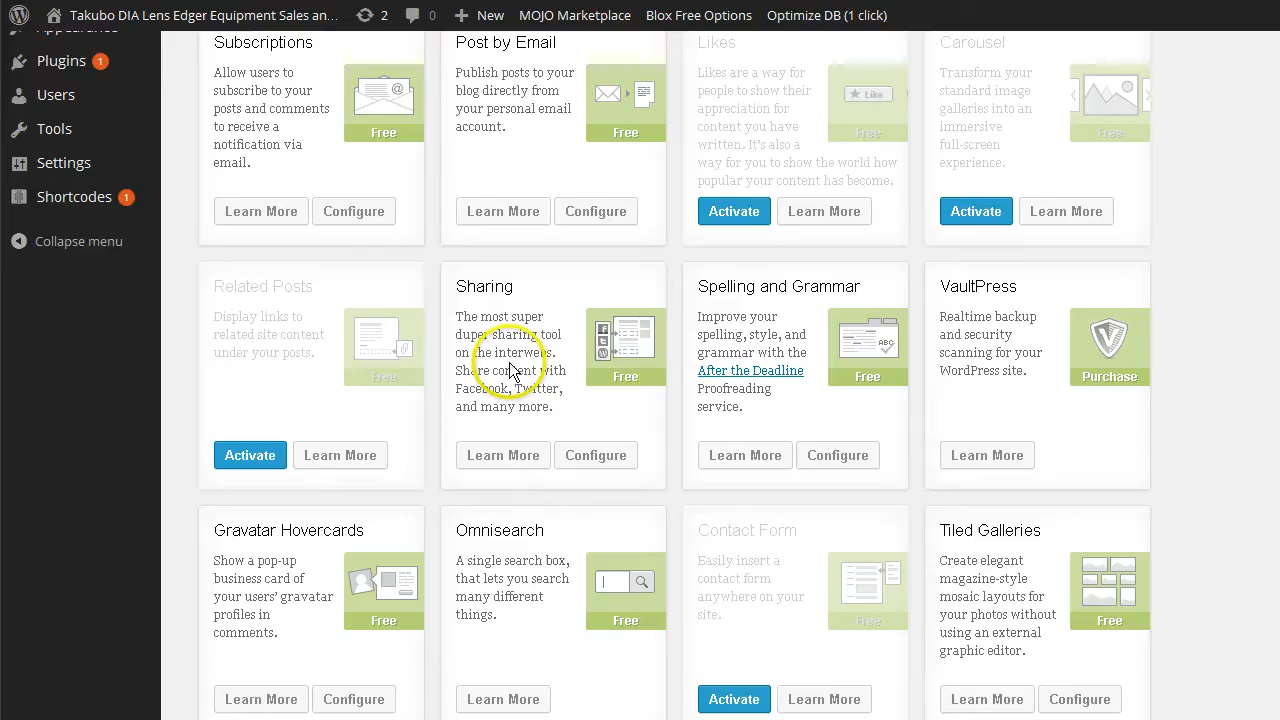 Takubo DIA Lens Edger Equipment Sales an... 2 0 New MOJO Marketplace Blox Free Options Optimize DB (1 click)
Appearance
Plugins 1
Users
Tools
Settings
Shortcodes 1
Collapse menu
Subscriptions
Allow users to
subscribe to your
posts and comments
to receive a
notification via
email.
Free
Learn More Configure
Post by Email
Publish posts to your
blog directly from
your personal email
account.
Free
Learn More Configure
Likes
Likes are a way for
people to show their
appreciation for
content you have
written. It's also a
way for you to show the world how
popular your content has become.
Like
Free
Activate Learn More
Carousel
Transform your
standard image
galleries into an
immersive
full-screen
experience.
Free
Activate Learn More
Related Posts
Display links to
related site content
under your posts.
Free
Activate Learn More
Sharing
The most super
duper sharing tool
on the interwebs.
Share content with
Facebook, Twitter,
and many more.
Free
Learn More Configure
Spelling and Grammar
Improve your
spelling, style, and
grammar with the
After the Deadline
Proofreading
service.
ABC
Free
Learn More Configure
VaultPress
Realtime backup
and security
scanning for your
WordPress site.
Purchase
Learn More
Gravatar Hovercards
Show a pop-up
business card of
your users' gravatar
profiles in
comments.
Free
Learn More Configure
Omnisearch
A single search box,
that lets you search
many different
things.
Free
Learn More
Contact Form
Easily insert a
contact form
anywhere on your
site.
Free
Activate Learn More
Tiled Galleries
Create elegant
magazine-style
mosaic layouts for
your photos without
using an external
graphic editor.
Free
Learn More Configure